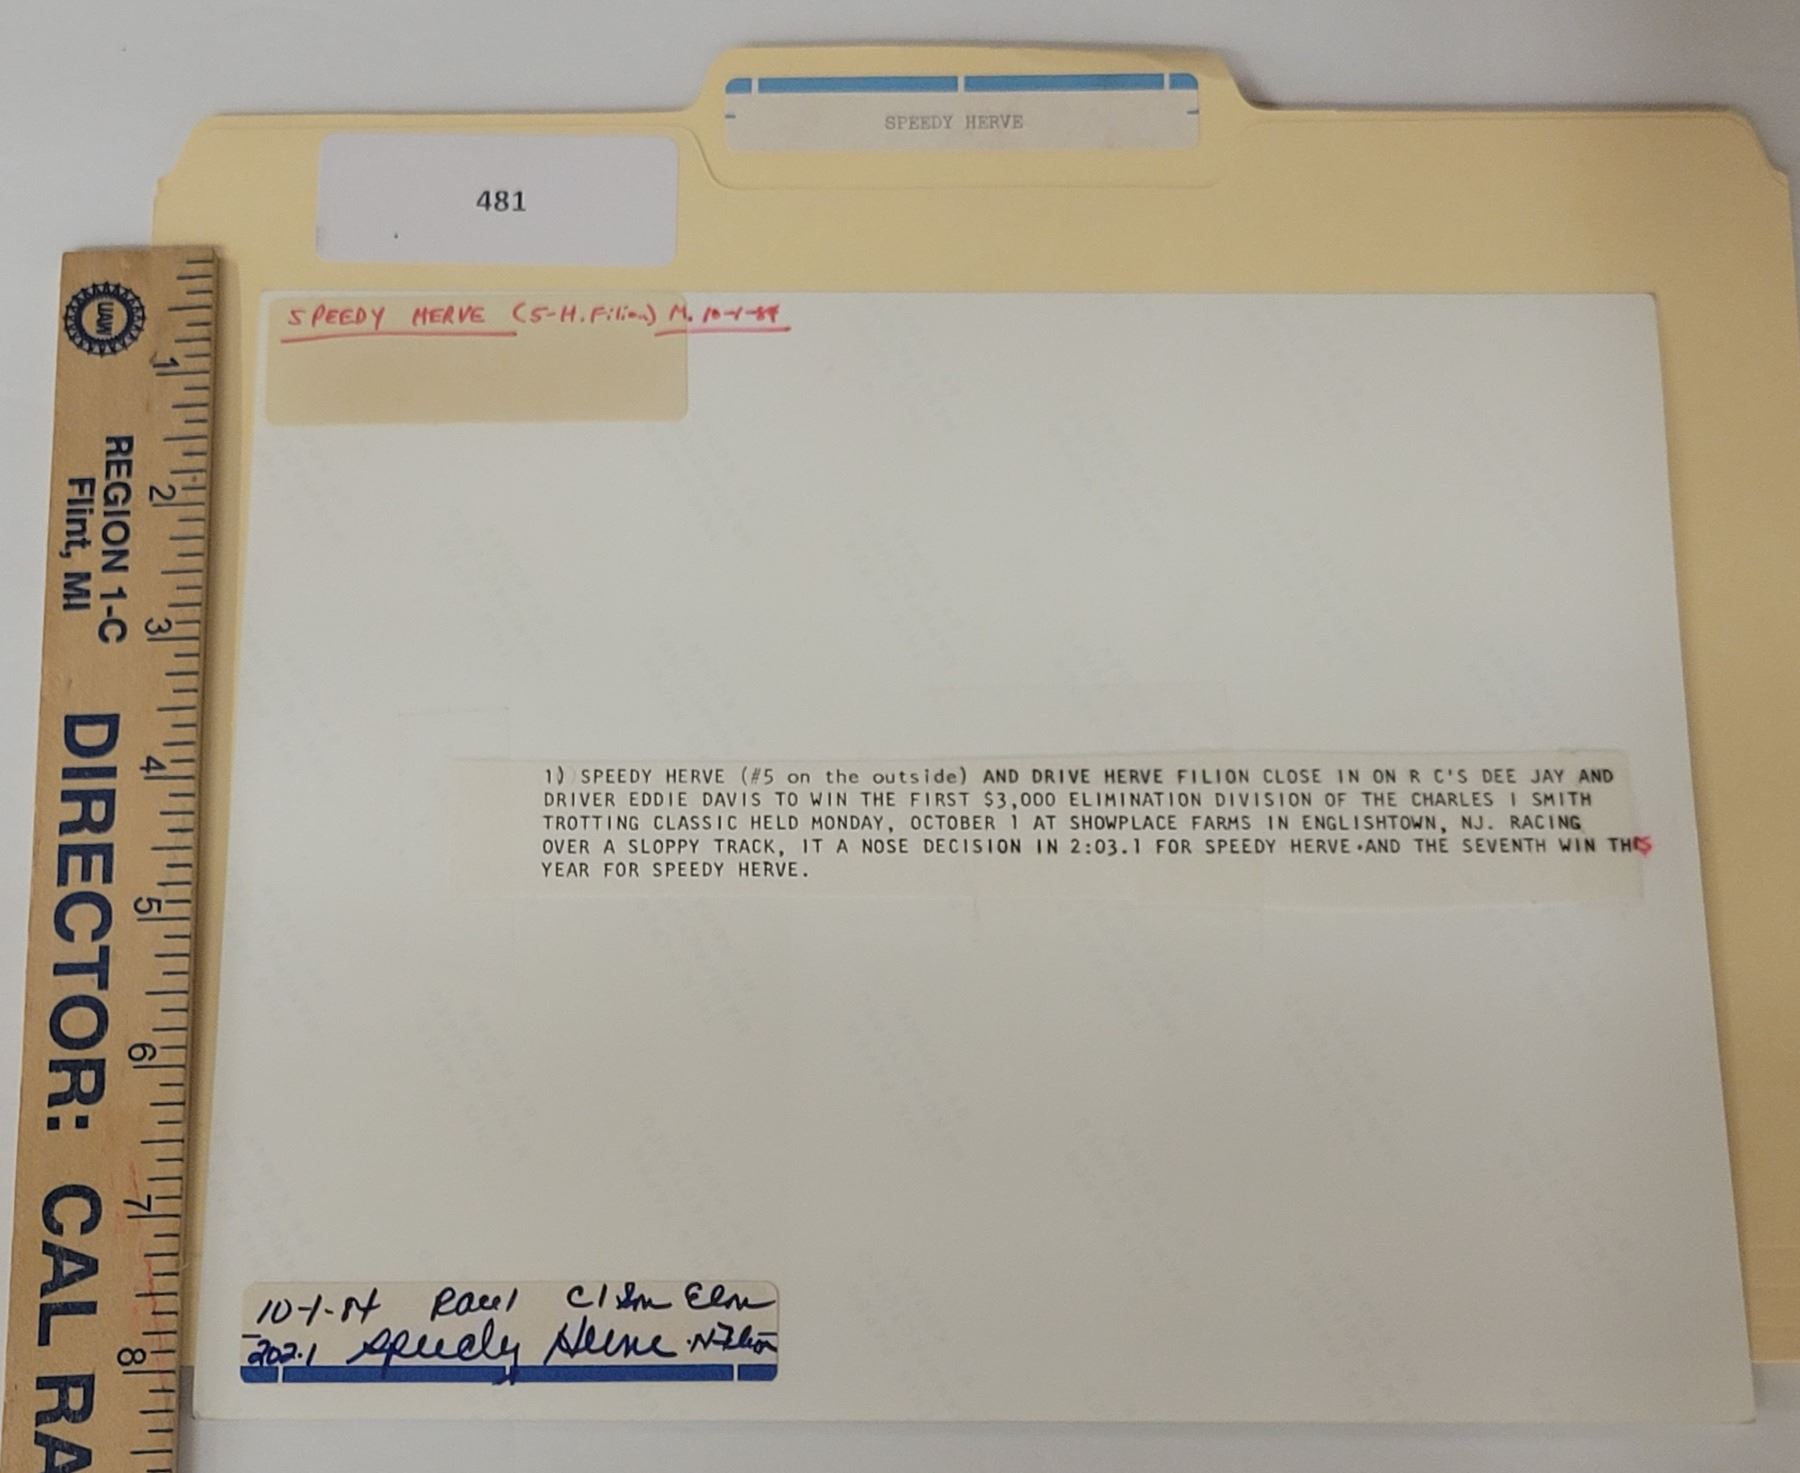 SPEEDY HERVE
481
SPEEDY HERVE (5-H. Filion) M. 10-1-84
1) SPEEDY HERVE (#5 on the outside) AND DRIVE HERVE FILION CLOSE IN ON R C'S DEE JAY AND
DRIVER EDDIE DAVIS TO WIN THE FIRST $3,000 ELIMINATION DIVISION OF THE CHARLES I SMITH
TROTTING CLASSIC HELD MONDAY, OCTOBER 1 AT SHOWPLACE FARMS IN ENGLISHTOWN, NJ. RACING
OVER A SLOPPY TRACK, IT A NOSE DECISION IN 2:03.1 FOR SPEEDY HERVE.AND THE SEVENTH WIN THIS
YEAR FOR SPEEDY HERVE.
10-1-84 Race 1 C I Sm Elm
Speedy Herve
UAW
REGION 1-C
Flint, MI
DIRECTOR: CAL RA
1 2 3 4 5 6 7 8